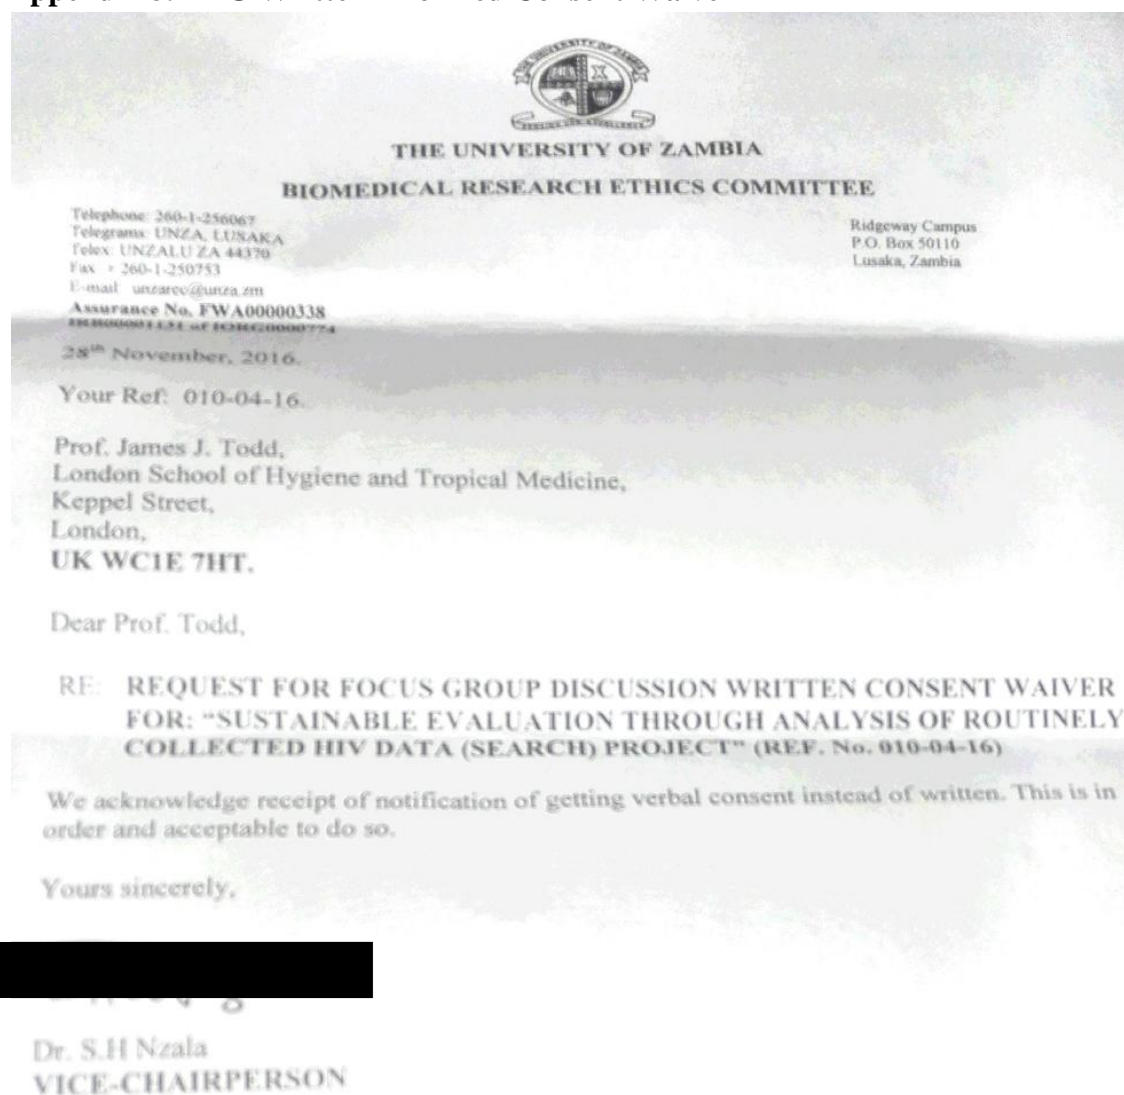 THE UNIVERSITY OF ZAMBIA
BIOMEDICAL RESEARCH ETHICS COMMITTEE
Telephone: 260-1-256067
Telegrams: UNZA, LUSAKA
Telex: UNZALU ZA 44370
Fax: + 260-1-250753
E-mail: unzarec@unza.zm
Assurance No. FWA00000338
IRB00001131 of IORG0000774
Ridgeway Campus
P.O. Box 50110
Lusaka, Zambia
28th November, 2016.
Your Ref: 010-04-16.
Prof. James J. Todd,
London School of Hygiene and Tropical Medicine,
Keppel Street,
London,
UK WC1E 7HT.
Dear Prof. Todd,
RE: REQUEST FOR FOCUS GROUP DISCUSSION WRITTEN CONSENT WAIVER
FOR: “SUSTAINABLE EVALUATION THROUGH ANALYSIS OF ROUTINELY
COLLECTED HIV DATA (SEARCH) PROJECT” (REF. No. 010-04-16)
We acknowledge receipt of notification of getting verbal consent instead of written. This is in
order and acceptable to do so.
Yours sincerely,
Dr. S.H Nzala
VICE-CHAIRPERSON